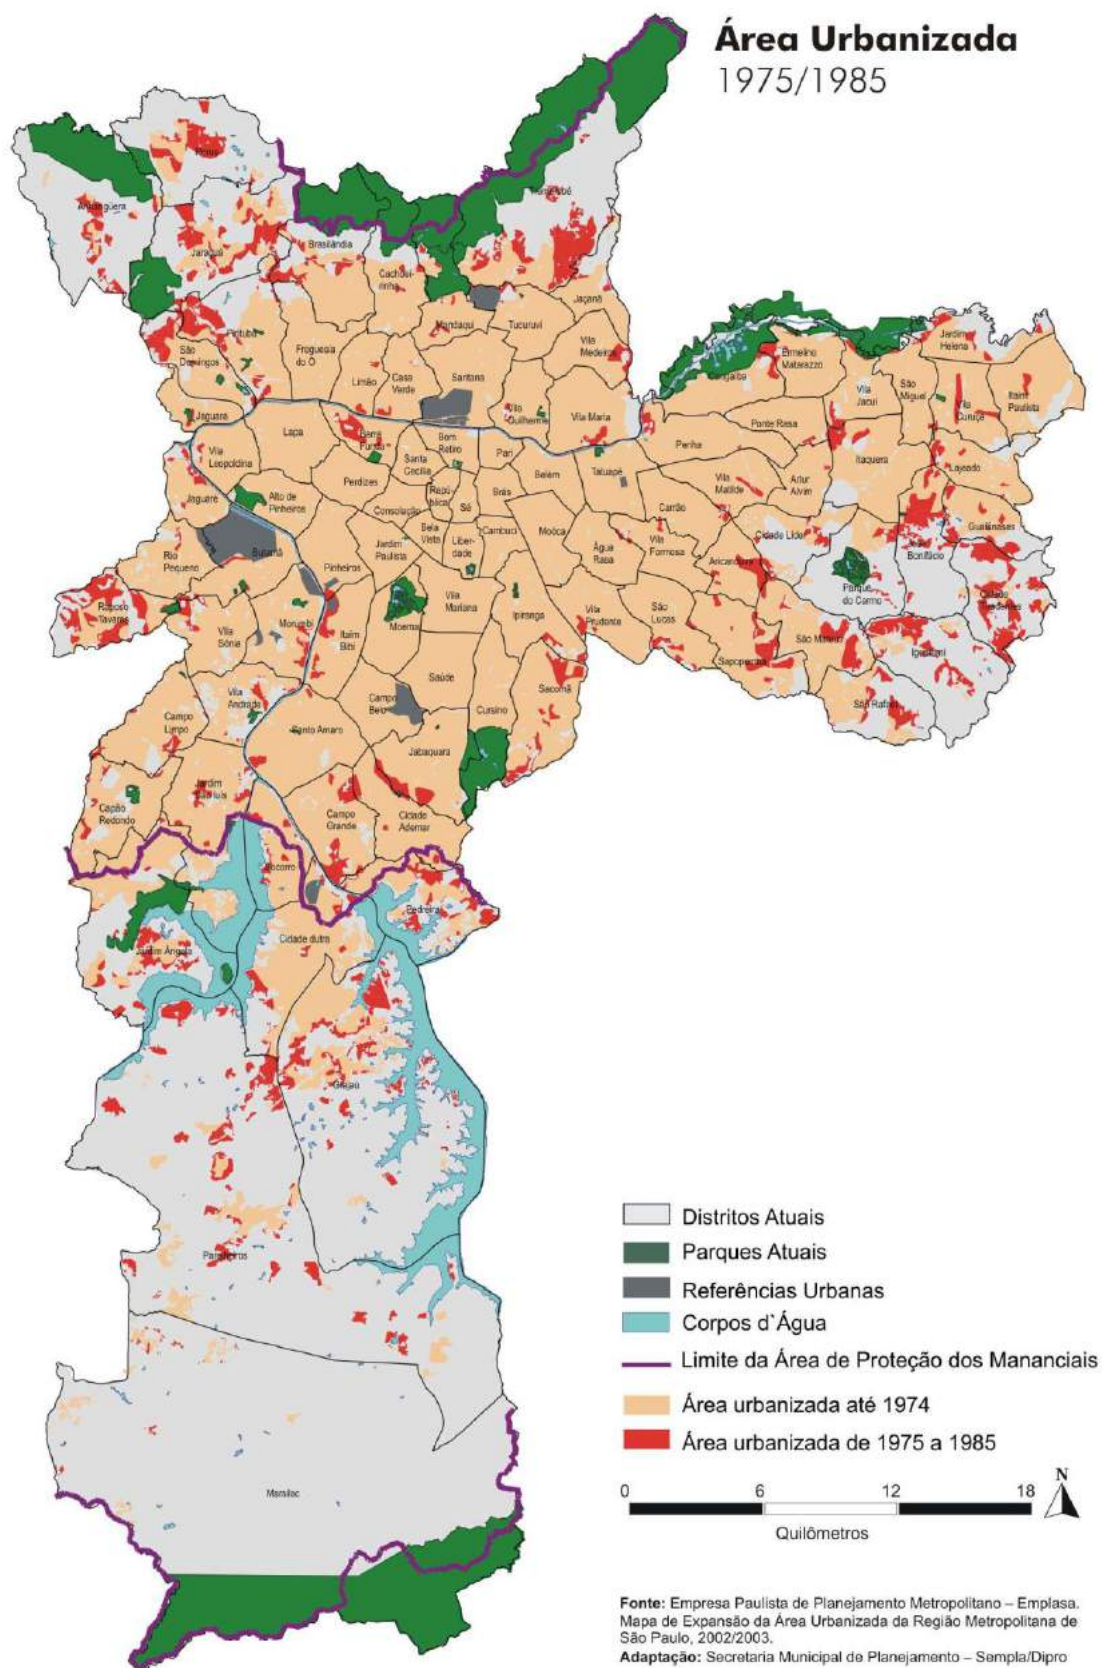 Área Urbanizada
1975/1985
Perus
Anhangüera
Tremembé
Jaraguá
Brasilândia
Cachoei-
rinha
Jaçanã
Mandaqui
Tucuruvi
Pirituba
São
Domingos
Freguesia
do Ó
Vila
Medeiros
Jardim
Helena
Limão
Casa
Verde
Santana
Cangaíba
Ermelino
Matarazzo
Vila
Jacuí
São
Miguel
Vila
Curuçá
Itaim
Paulista
Jaguara
Vila
Guilherme
Vila Maria
Lapa
Barra
Funda
Bom
Retiro
Pari
Ponte Rasa
Penha
Vila
Leopoldina
Santa
Cecília
Belém
Tatuapé
Itaquera
Lajeado
Perdizes
Repú-
blica
Sé
Brás
Vila
Matilde
Artur
Alvim
Jaguaré
Alto de
Pinheiros
Consolação
Carrão
Guaianases
Bela
Vista
Liber-
dade
Cambuci
Moóca
Cidade Líder
José
Bonifácio
Butantã
Jardim
Paulista
Água
Rasa
Vila
Formosa
Aricanduva
Rio
Pequeno
Pinheiros
Parque
do Carmo
Cidade
Tiradentes
Raposo
Tavares
Vila
Mariana
Moema
Ipiranga
Vila
Prudente
São
Lucas
Vila
Sônia
Morumbi
Itaim
Bibi
São Mateus
Iguatemi
Sapopemba
Saúde
Sacomã
Vila
Andrade
Campo
Belo
Cursino
São Rafael
Campo
Limpo
Santo Amaro
Jabaquara
Jardim
São luís
Capão
Redondo
Campo
Grande
Cidade
Ademar
Socorro
Pedreira
Cidade dutra
Jardim Ângela
Grajaú
Parelheiros
Marsilac
Distritos Atuais
Parques Atuais
Referências Urbanas
Corpos d`Água
Limite da Área de Proteção dos Mananciais
Área urbanizada até 1974
Área urbanizada de 1975 a 1985
0 6 12 18
N
Quilômetros
Fonte: Empresa Paulista de Planejamento Metropolitano – Emplasa.
Mapa de Expansão da Área Urbanizada da Região Metropolitana de
São Paulo, 2002/2003.
Adaptação: Secretaria Municipal de Planejamento – Sempla/Dipro